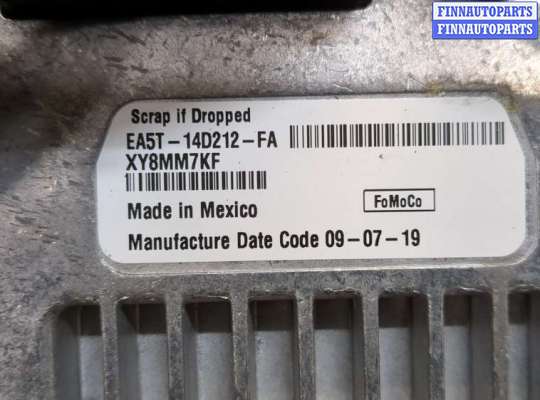 FINNAUTOPARTS
FINNAUTOPARTS
Scrap if Dropped
EA5T-14D212-FA
XY8MM7KF
Made in Mexico
FoMoCo
Manufacture Date Code 09-07-19